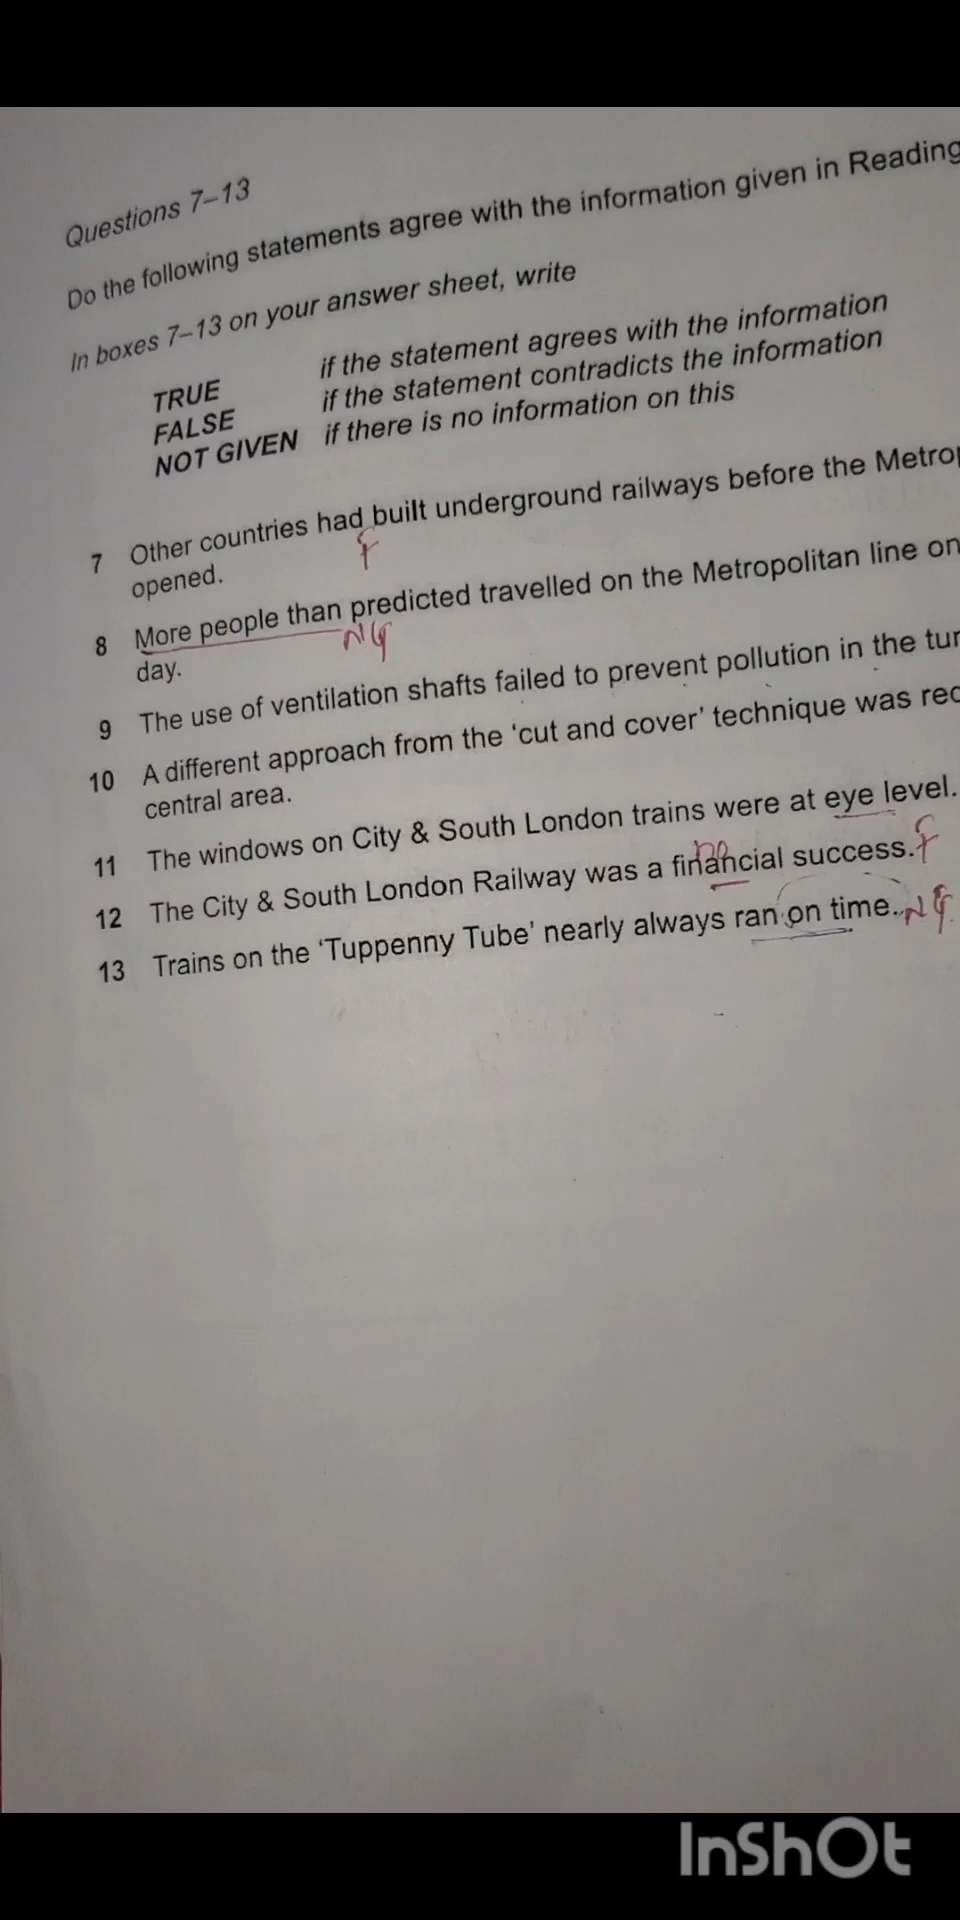 Questions 7–13
Do the following statements agree with the information given in Reading
In boxes 7–13 on your answer sheet, write
TRUE if the statement agrees with the information
FALSE if the statement contradicts the information
NOT GIVEN if there is no information on this
7 Other countries had built underground railways before the Metrop
opened.
F
8 More people than predicted travelled on the Metropolitan line on
NG
day.
9 The use of ventilation shafts failed to prevent pollution in the tun
10 A different approach from the ‘cut and cover’ technique was req
central area.
11 The windows on City & South London trains were at eye level.
no
12 The City & South London Railway was a financial success. F
13 Trains on the ‘Tuppenny Tube’ nearly always ran on time. NG
InShOt